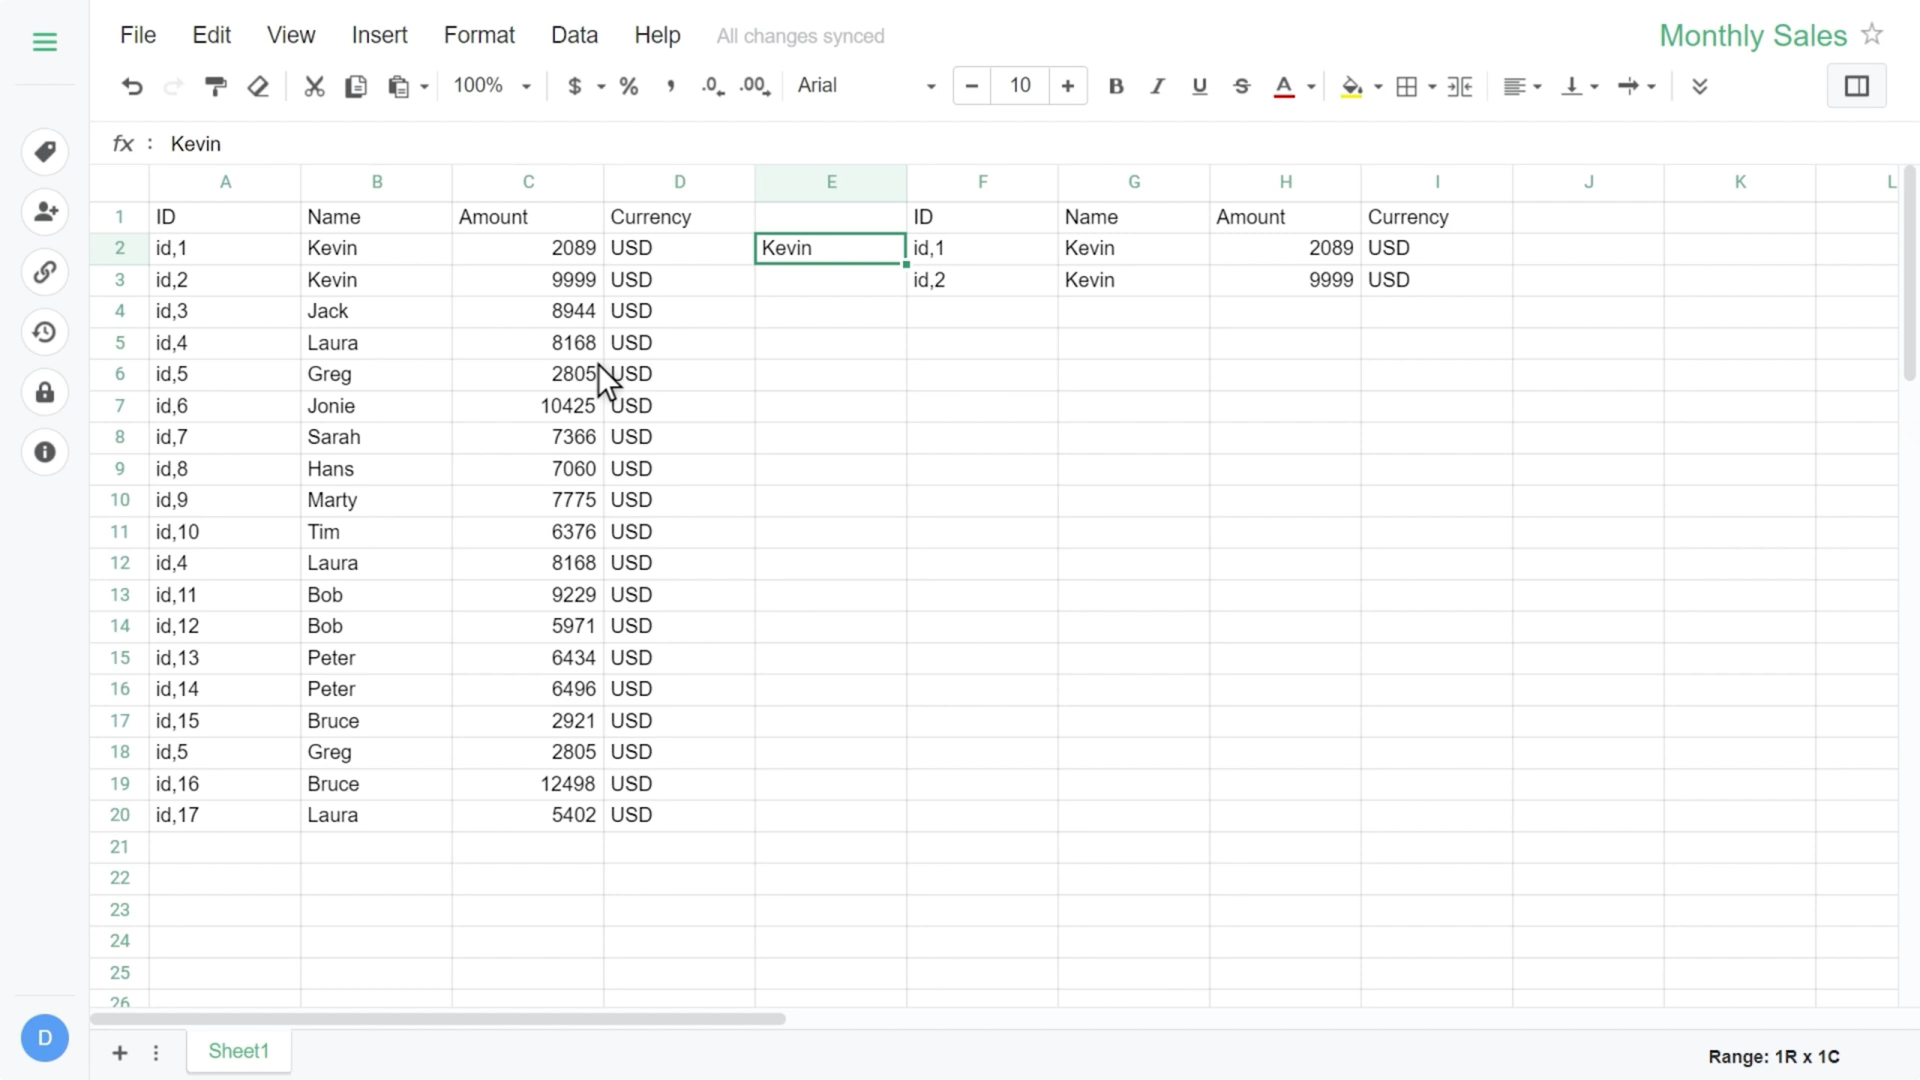 File Edit View Insert Format Data Help All changes synced Monthly Sales
100% $ % , .0 .00 Arial − 10 + B I U S A
fx : Kevin
A B C D E F G H I J K L
1 ID Name Amount Currency ID Name Amount Currency
2 id,1 Kevin 2089 USD Kevin id,1 Kevin 2089 USD
3 id,2 Kevin 9999 USD id,2 Kevin 9999 USD
4 id,3 Jack 8944 USD
5 id,4 Laura 8168 USD
6 id,5 Greg 2805 USD
7 id,6 Jonie 10425 USD
8 id,7 Sarah 7366 USD
9 id,8 Hans 7060 USD
10 id,9 Marty 7775 USD
11 id,10 Tim 6376 USD
12 id,4 Laura 8168 USD
13 id,11 Bob 9229 USD
14 id,12 Bob 5971 USD
15 id,13 Peter 6434 USD
16 id,14 Peter 6496 USD
17 id,15 Bruce 2921 USD
18 id,5 Greg 2805 USD
19 id,16 Bruce 12498 USD
20 id,17 Laura 5402 USD
21
22
23
24
25
26
D + Sheet1 Range: 1R x 1C